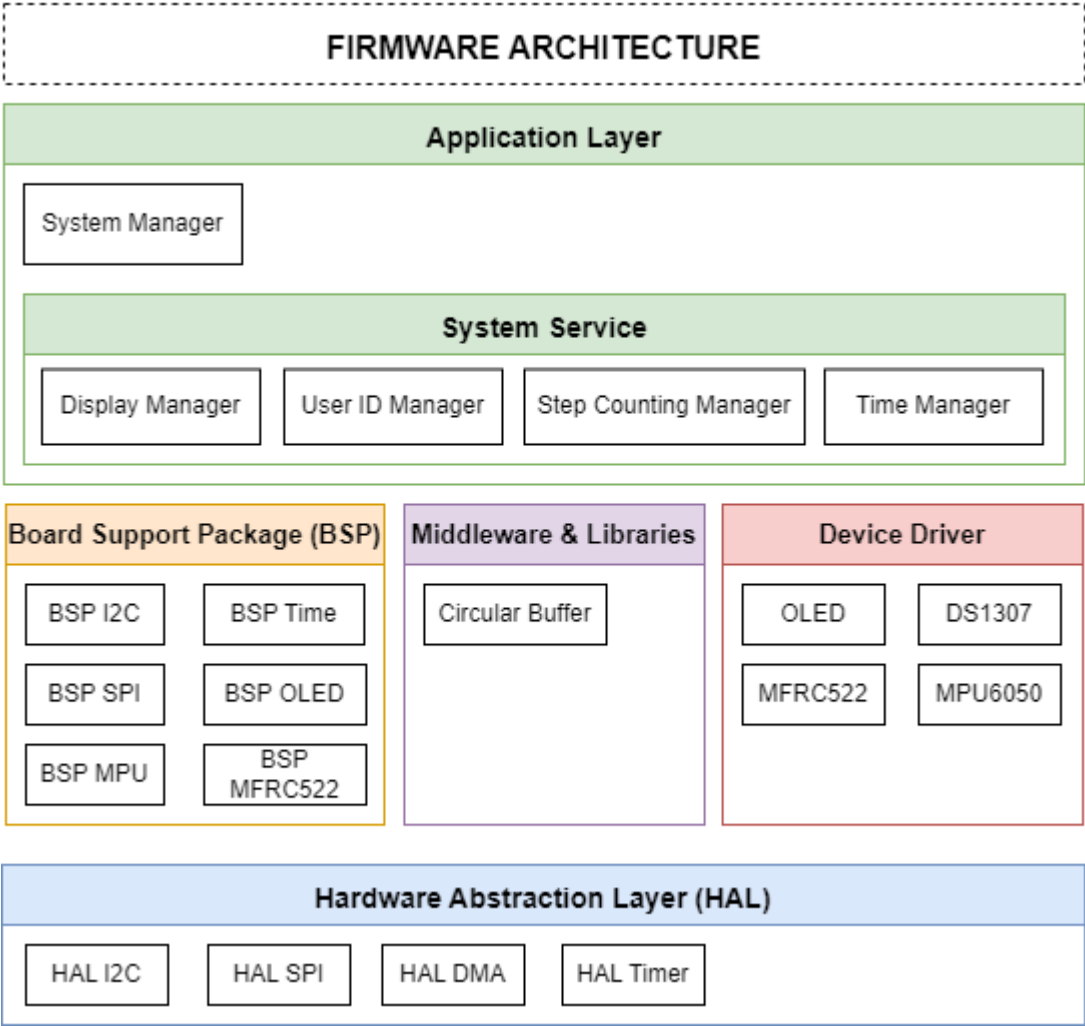 FIRMWARE ARCHITECTURE
Application Layer
System Manager
System Service
Display Manager
User ID Manager
Step Counting Manager
Time Manager
Board Support Package (BSP)
BSP I2C
BSP Time
BSP SPI
BSP OLED
BSP MPU
BSP
MFRC522
Middleware & Libraries
Circular Buffer
Device Driver
OLED
DS1307
MFRC522
MPU6050
Hardware Abstraction Layer (HAL)
HAL I2C
HAL SPI
HAL DMA
HAL Timer